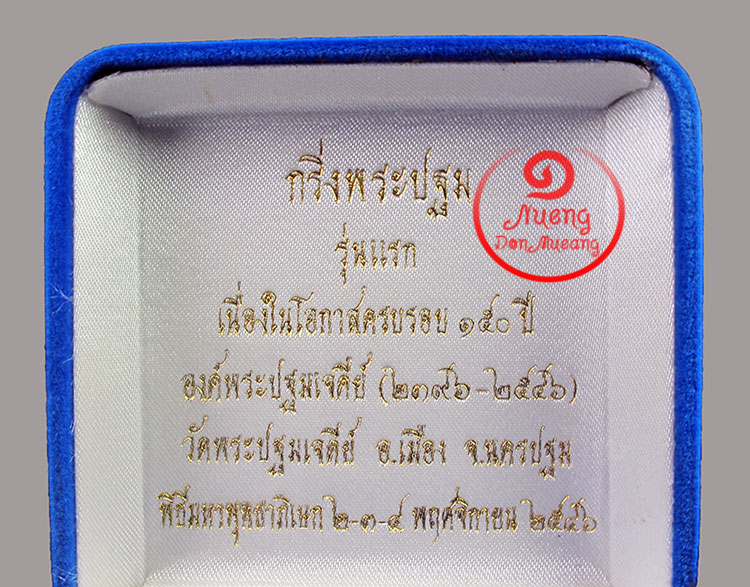 กริ่งพระปฐม
รุ่นแรก
เนื่องในโอกาสครบรอบ ๑๕๐ ปี
องค์พระปฐมเจดีย์ (๒๓๙๖-๒๕๔๖)
วัดพระปฐมเจดีย์ อ.เมือง จ.นครปฐม
พิธีมหาพุทธาภิเษก ๒-๓-๔ พฤศจิกายน ๒๕๔๖
๑
Nueng
Don Mueang